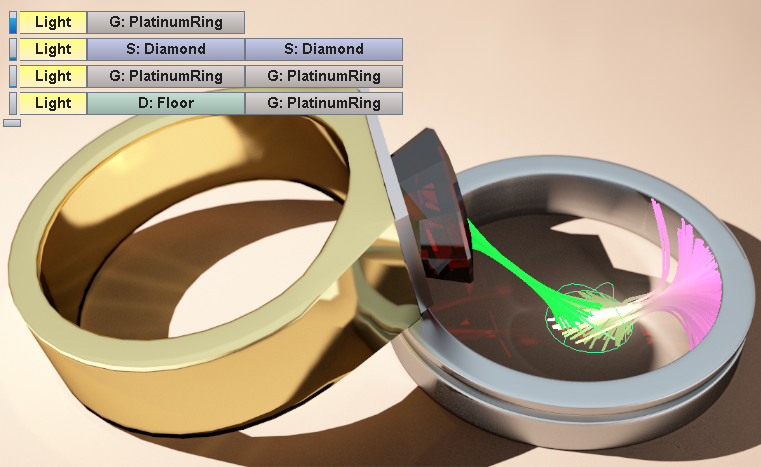 Light G: PlatinumRing
Light S: Diamond S: Diamond
Light G: PlatinumRing G: PlatinumRing
Light D: Floor G: PlatinumRing